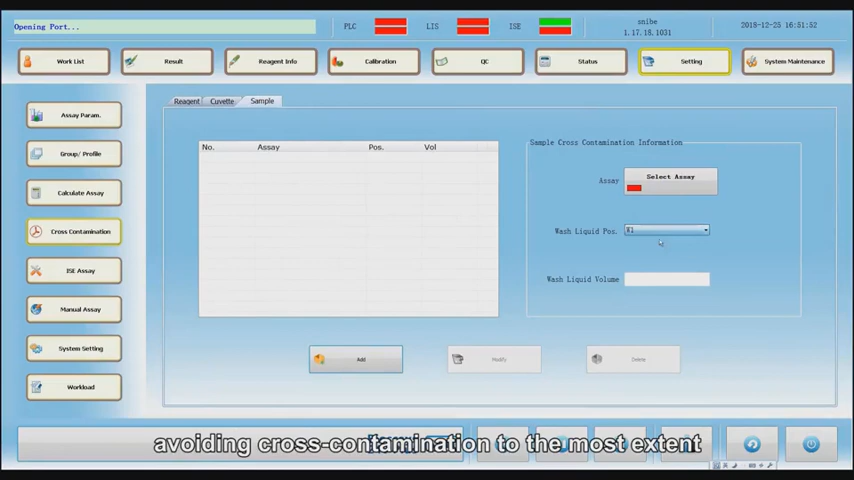 Opening Port...
PLC
LIS
ISE
snibe
1.17.18.1031
2018-12-25 16:51:52
Work List
Result
Reagent Info
Calibration
QC
Status
Setting
System Maintenance
Assay Param.
Group/ Profile
Calculate Assay
Cross Contamination
ISE Assay
Manual Assay
System Setting
Workload
Reagent Cuvette Sample
No. Assay Pos. Vol
Sample Cross Contamination Information
Assay Select Assay
Wash Liquid Pos. W1
Wash Liquid Volume
Add Modify Delete
avoiding cross-contamination to the most extent